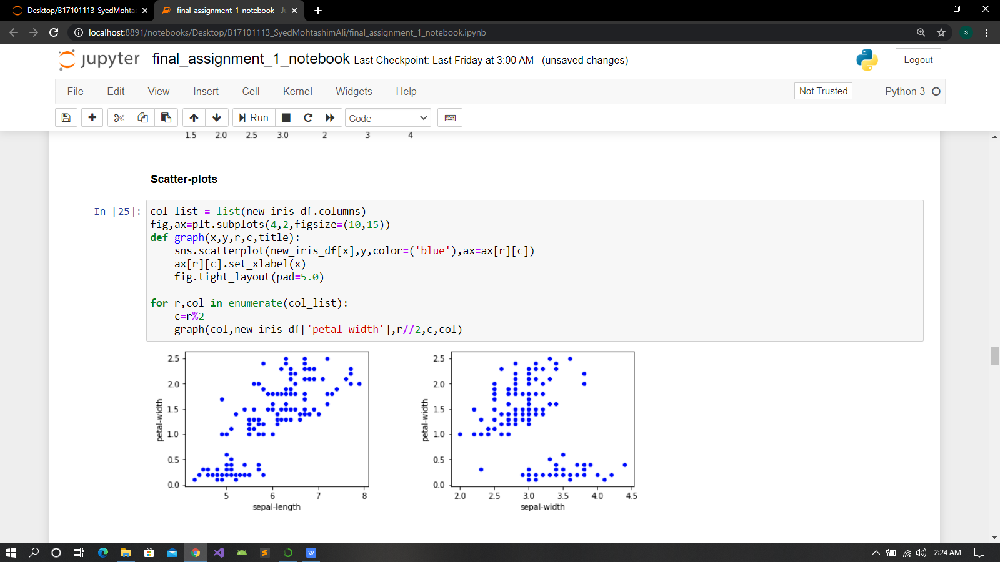 Desktop/B17101113_SyedMohta
final_assignment_1_notebook - Ju
localhost:8891/notebooks/Desktop/B17101113_SyedMohtashimAli/final_assignment_1_notebook.ipynb
S
jupyter final_assignment_1_notebook Last Checkpoint: Last Friday at 3:00 AM (unsaved changes)
Logout
File Edit View Insert Cell Kernel Widgets Help
Not Trusted
Python 3
Run
Code
1.5 2.0 2.5 3.0 2 3 4
Scatter-plots
In [25]:
col_list = list(new_iris_df.columns)
fig,ax=plt.subplots(4,2,figsize=(10,15))
def graph(x,y,r,c,title):
    sns.scatterplot(new_iris_df[x],y,color=('blue'),ax=ax[r][c])
    ax[r][c].set_xlabel(x)
    fig.tight_layout(pad=5.0)
for r,col in enumerate(col_list):
    c=r%2
    graph(col,new_iris_df['petal-width'],r//2,c,col)
2.5
2.0
1.5
1.0
0.5
0.0
petal-width
5 6 7 8
sepal-length
2.5
2.0
1.5
1.0
0.5
0.0
petal-width
2.0 2.5 3.0 3.5 4.0 4.5
sepal-width
2:24 AM